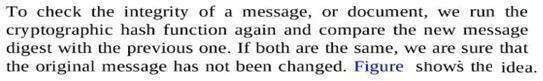 To check the integrity of a message, or document, we run the
cryptographic hash function again and compare the new message
digest with the previous one. If both are the same, we are sure that
the original message has not been changed. Figure shows the idea.